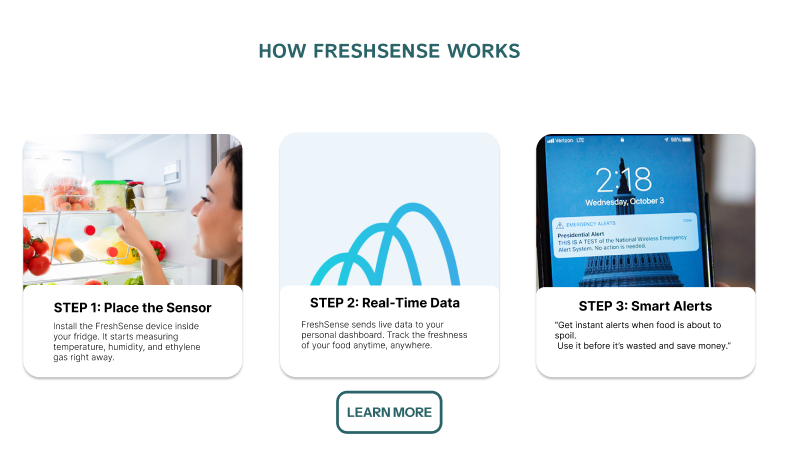 HOW FRESHSENSE WORKS
Verizon LTE
98%
2:18
Wednesday, October 3
EMERGENCY ALERTS
now
Presidential Alert
THIS IS A TEST of the National Wireless Emergency
Alert System. No action is needed.
STEP 1: Place the Sensor
Install the FreshSense device inside
your fridge. It starts measuring
temperature, humidity, and ethylene
gas right away.
STEP 2: Real-Time Data
FreshSense sends live data to your
personal dashboard. Track the freshness
of your food anytime, anywhere.
STEP 3: Smart Alerts
"Get instant alerts when food is about to
spoil.
Use it before it's wasted and save money."
LEARN MORE